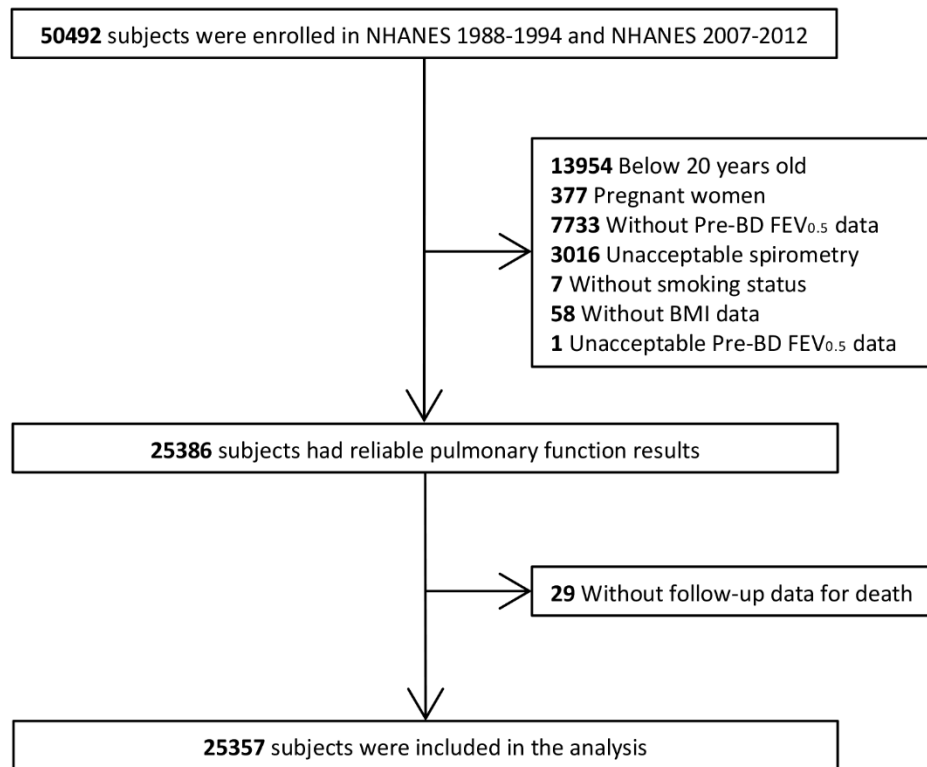 50492 subjects were enrolled in NHANES 1988-1994 and NHANES 2007-2012
13954 Below 20 years old
377 Pregnant women
7733 Without Pre-BD FEV0.5 data
3016 Unacceptable spirometry
7 Without smoking status
58 Without BMI data
1 Unacceptable Pre-BD FEV0.5 data
25386 subjects had reliable pulmonary function results
29 Without follow-up data for death
25357 subjects were included in the analysis